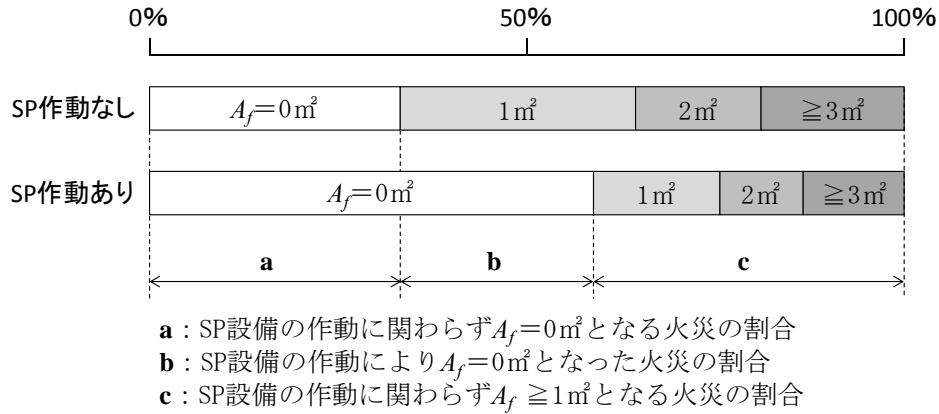 0% 50% 100%
SP作動なし A_f＝0㎡ 1㎡ 2㎡ ≧3㎡
SP作動あり A_f＝0㎡ 1㎡ 2㎡ ≧3㎡
a b c
a：SP設備の作動に関わらずA_f＝0㎡となる火災の割合
b：SP設備の作動によりA_f＝0㎡となった火災の割合
c：SP設備の作動に関わらずA_f ≧1㎡となる火災の割合